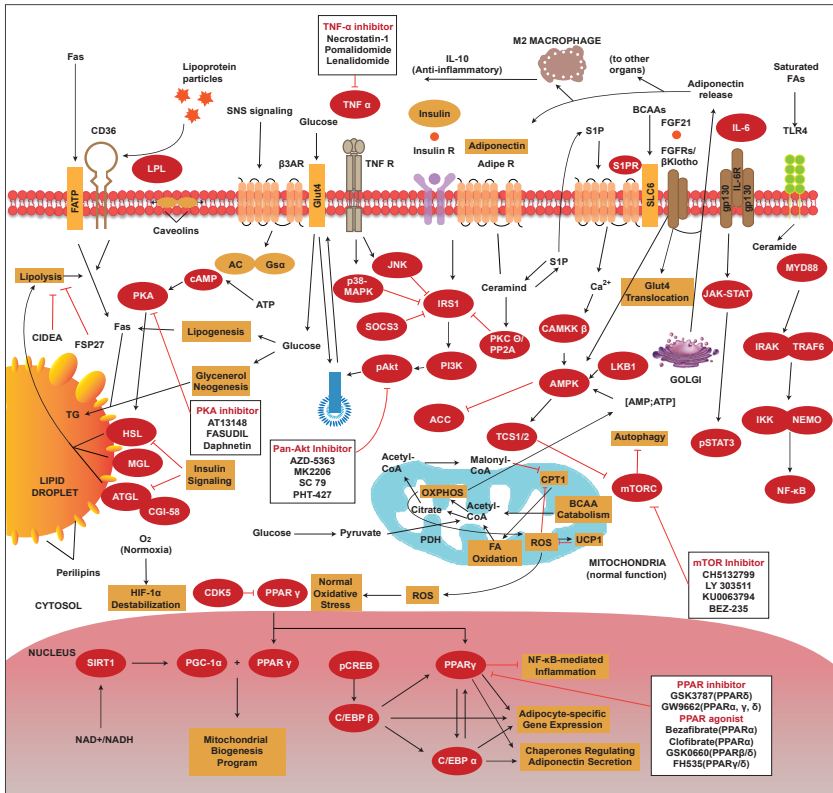 TNF-α inhibitor
Necrostatin-1
Pomalidomide
Lenalidomide
Fas
Lipoprotein
particles
CD36
LPL
SNS signaling
Glucose
TNF α
IL-10
(Anti-inflammatory)
M2 MACROPHAGE
(to other
organs)
Adiponectin
release
Saturated
FAs
TLR4
Insulin
Insulin R
Adiponectin
Adipe R
S1P
BCAAs
FGF21
FGFRs/
βKlotho
IL-6
S1PR
β3AR
TNF R
FATP
Glut4
SLC6
gp130
IL-6R
gp130
Caveolins
AC
Gsα
cAMP
ATP
PKA
Lipolysis
CIDEA
FSP27
Fas
Lipogenesis
Glucose
Glycenerol
Neogenesis
TG
PKA inhibitor
AT13148
FASUDIL
Daphnetin
HSL
MGL
ATGL
CGI-58
Insulin
Signaling
LIPID
DROPLET
Perilipins
p38-
MAPK
JNK
SOCS3
IRS1
PI3K
pAkt
Ceramind
S1P
PKC Θ/
PP2A
Ca2+
CAMKK β
AMPK
LKB1
[AMP;ATP]
ACC
TCS1/2
Glut4
Translocation
GOLGI
JAK-STAT
pSTAT3
Ceramide
MYD88
IRAK
TRAF6
IKK
NEMO
NF-κB
Autophagy
mTORC
Pan-Akt Inhibitor
AZD-5363
MK2206
SC 79
PHT-427
Acetyl-
CoA
Malonyl-
CoA
CPT1
OXPHOS
Citrate
Acetyl-
CoA
BCAA
Catabolism
PDH
FA
Oxidation
ROS
UCP1
Glucose
Pyruvate
MITOCHONDRIA
(normal function)
mTOR Inhibitor
CH5132799
LY 303511
KU0063794
BEZ-235
O2
(Normoxia)
HIF-1α
Destabilization
CDK5
PPAR γ
Normal
Oxidative
Stress
ROS
CYTOSOL
NUCLEUS
SIRT1
PGC-1α
+
PPAR γ
NAD+/NADH
Mitochondrial
Biogenesis
Program
pCREB
C/EBP β
PPARγ
C/EBP α
NF-κB-mediated
Inflammation
Adipocyte-specific
Gene Expression
Chaperones Regulating
Adiponectin Secretion
PPAR inhibitor
GSK3787(PPARδ)
GW9662(PPARα, γ, δ)
PPAR agonist
Bezafibrate(PPARα)
Clofibrate(PPARα)
GSK0660(PPARβ/δ)
FH535(PPARγ/δ)